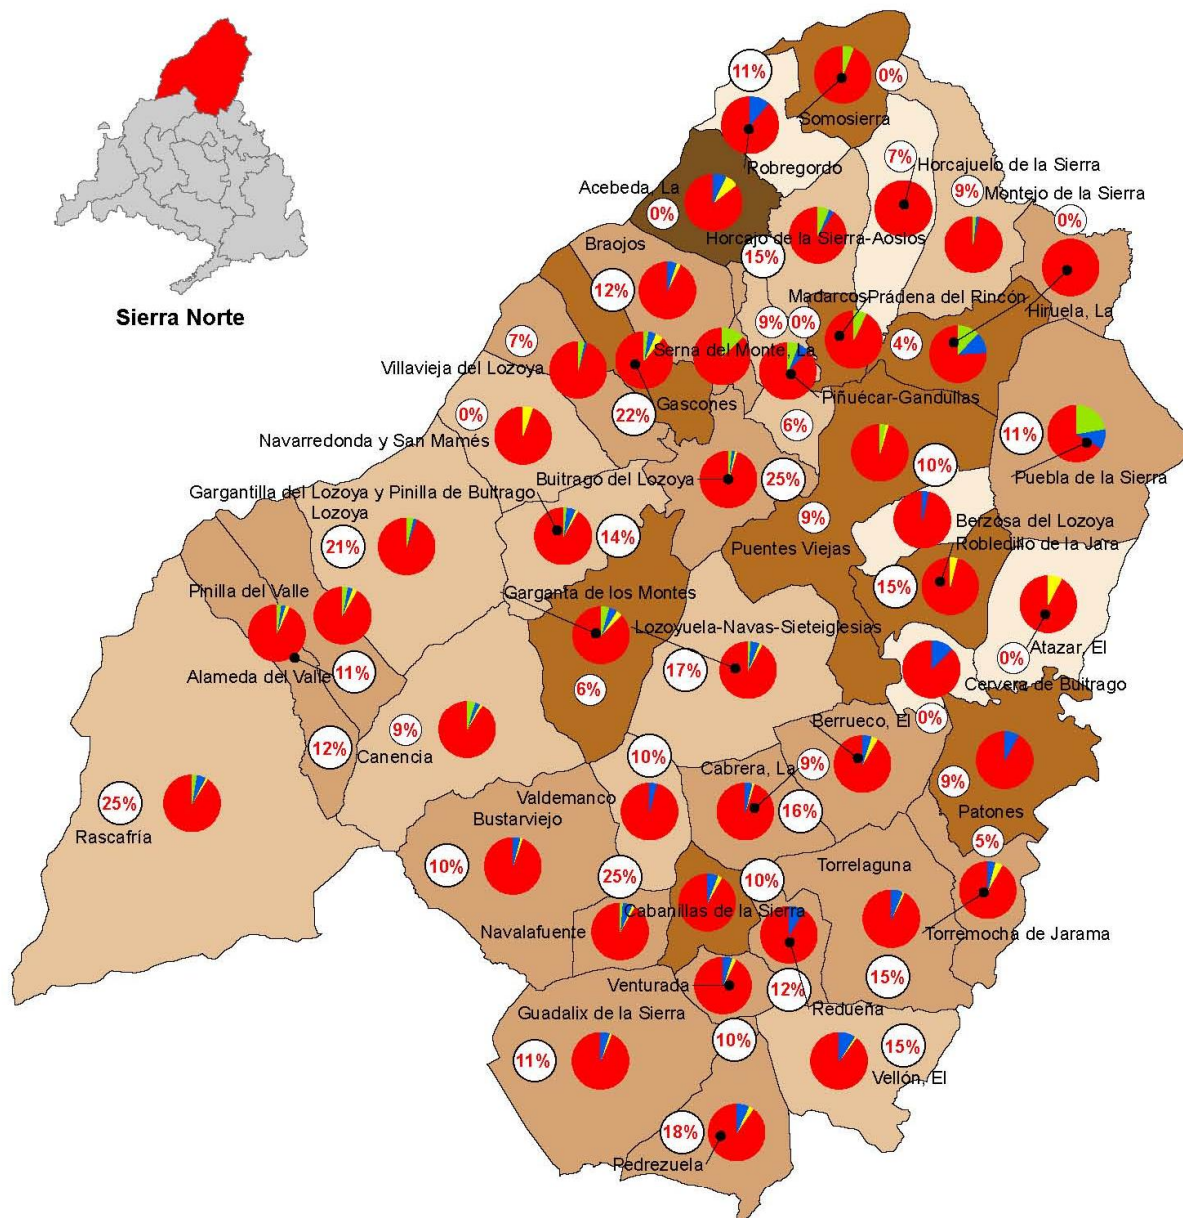 11%
0%
Somosierra
Robregordo
7%
Horcajuelo de la Sierra
Acebeda, La
0%
9%
Montejo de la Sierra
0%
Horcajo de la Sierra-Aoslos
Braojos
15%
12%
Madarcos
Prádena del Rincón
Hiruela, La
Sierra Norte
9%
0%
4%
7%
Serna del Monte, La
Villavieja del Lozoya
Gascones
Piñuécar-Gandullas
0%
22%
6%
11%
Navarredonda y San Mamés
10%
Gargantilla del Lozoya y Pinilla de Buitrago
Buitrago del Lozoya
25%
Puebla de la Sierra
Lozoya
21%
14%
9%
Berzosa del Lozoya
Puentes Viejas
Robledillo de la Jara
15%
Pinilla del Valle
Garganta de los Montes
Lozoyuela-Navas-Sieteiglesias
Atazar, El
0%
Alameda del Valle
11%
17%
Cervera de Buitrago
6%
0%
Berrueco, El
9%
12%
Canencia
10%
Cabrera, La
9%
25%
Rascafría
Valdemanco
16%
9%
Patones
Bustarviejo
5%
10%
25%
10%
Torrelaguna
Cabanillas de la Sierra
Navalafuente
Torremocha de Jarama
15%
Venturada
12%
Redueña
Guadalix de la Sierra
11%
10%
15%
Vellón, El
18%
Pedrezuela